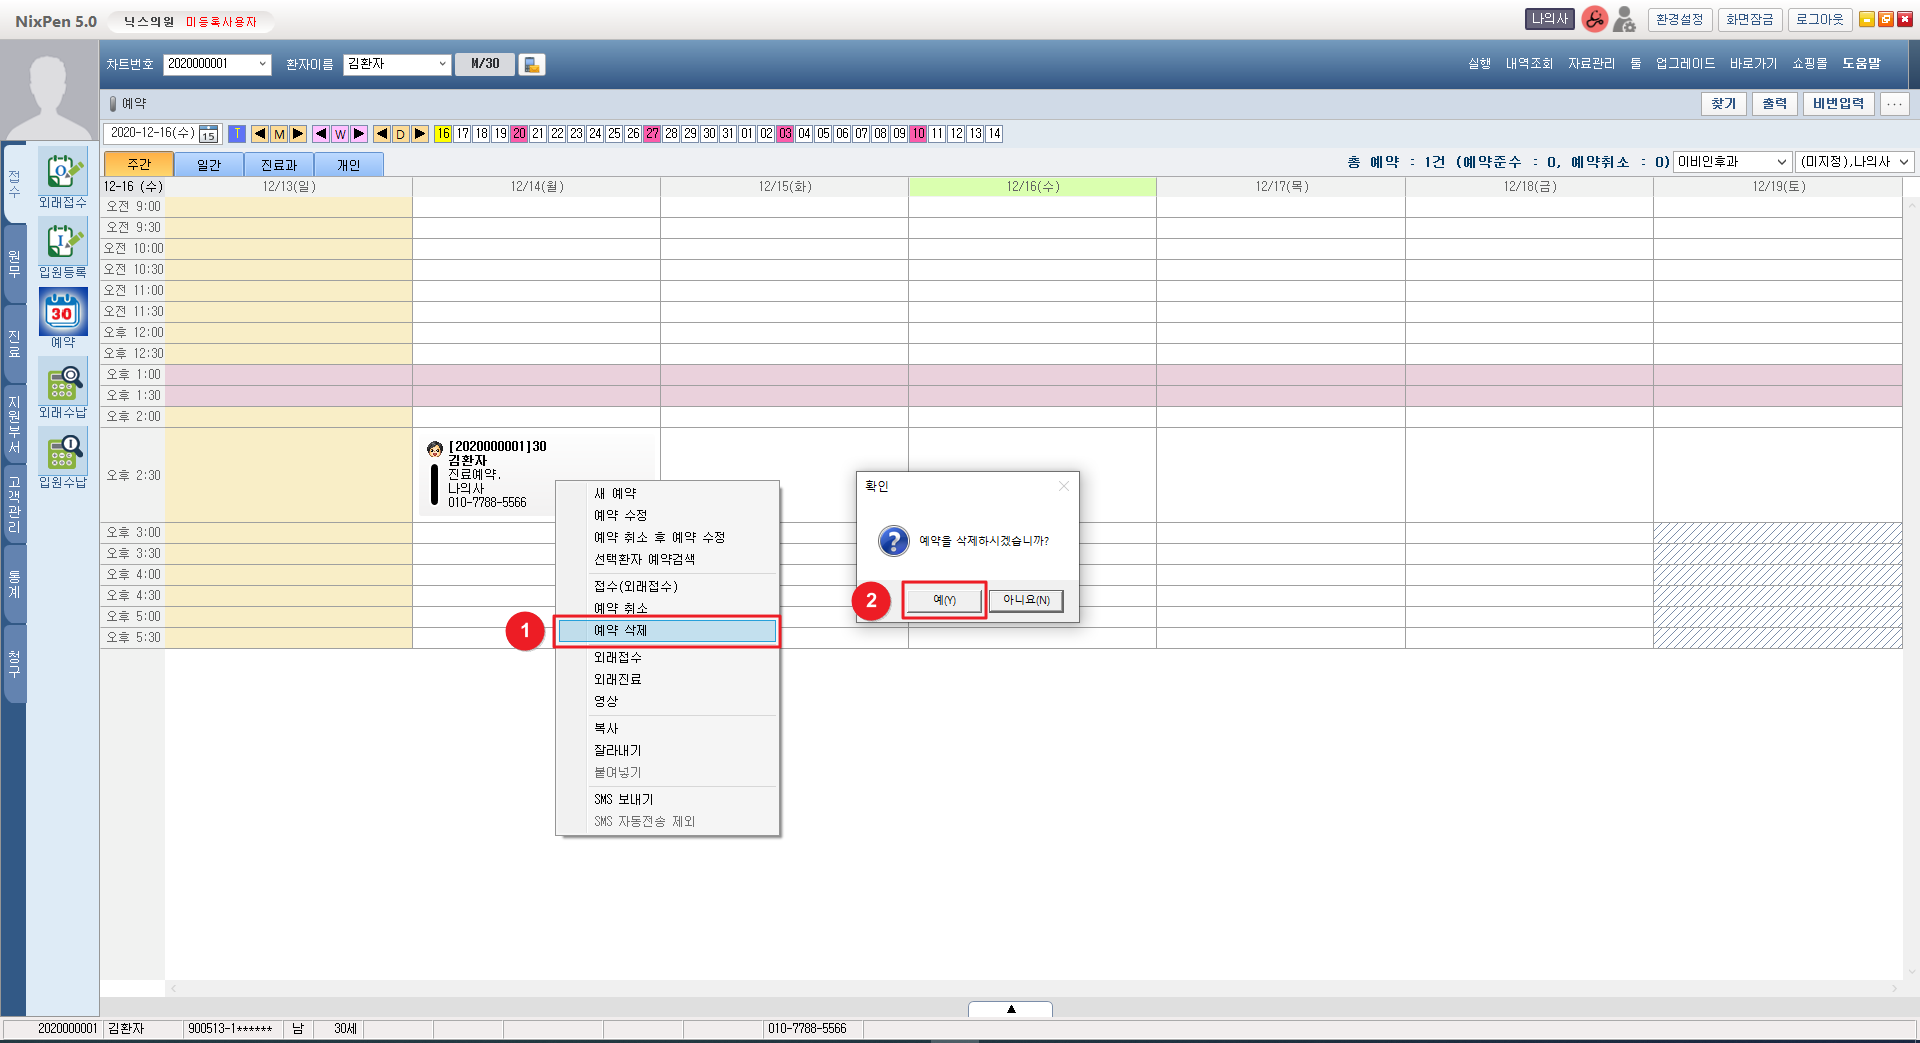 NixPen 5.0 닉스의원 미등록사용자 나의사 환경설정 화면잠금 로그아웃
차트번호 2020000001 환자이름 김환자 M/30 실행 내역조회 자료관리 툴 업그레이드 바로가기 쇼핑몰 도움말
예약 찾기 출력 비번입력 ...
2020-12-16(수) 15 T ◀ M ▶ ◀ W ▶ ◀ D ▶ 16 17 18 19 20 21 22 23 24 25 26 27 28 29 30 31 01 02 03 04 05 06 07 08 09 10 11 12 13 14
주간 일간 진료과 개인 총 예약 : 1건 (예약준수 : 0, 예약취소 : 0) 이비인후과 (미지정),나의사
12-16 (수) 12/13(일) 12/14(월) 12/15(화) 12/16(수) 12/17(목) 12/18(금) 12/19(토)
접수
원무
진료
지원부서
고객관리
통계
청구
외래접수
입원등록
30
예약
외래수납
입원수납
오전 9:00
오전 9:30
오전 10:00
오전 10:30
오전 11:00
오전 11:30
오후 12:00
오후 12:30
오후 1:00
오후 1:30
오후 2:00
오후 2:30
오후 3:00
오후 3:30
오후 4:00
오후 4:30
오후 5:00
오후 5:30
[2020000001]30
김환자
진료예약.
나의사
010-7788-5566
새 예약
예약 수정
예약 취소 후 예약 수정
선택환자 예약검색
접수(외래접수)
예약 취소
1 예약 삭제
외래접수
외래진료
영상
복사
잘라내기
붙여넣기
SMS 보내기
SMS 자동전송 제외
확인
예약을 삭제하시겠습니까?
2 예(Y) 아니요(N)
▲
2020000001 김환자 900513-1****** 남 30세 010-7788-5566